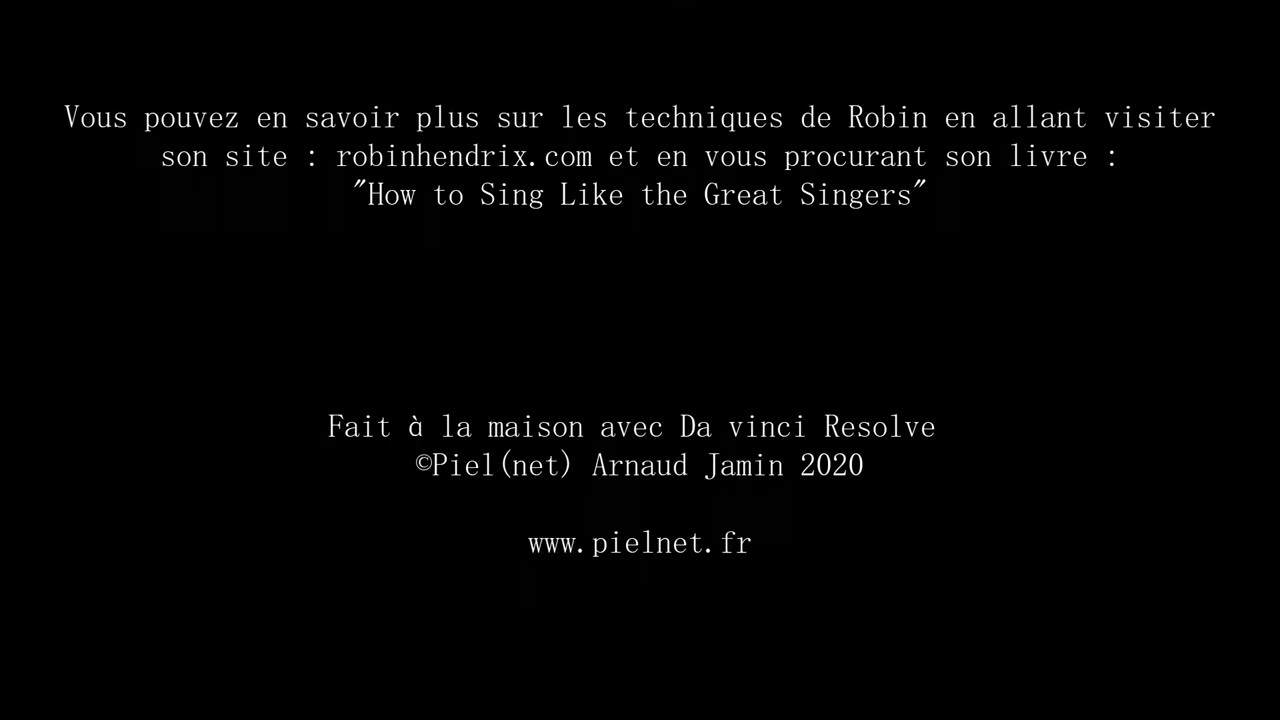 Vous pouvez en savoir plus sur les techniques de Robin en allant visiter
son site : robinhendrix.com et en vous procurant son livre :
"How to Sing Like the Great Singers"
Fait à la maison avec Da vinci Resolve
©Piel(net) Arnaud Jamin 2020
www.pielnet.fr